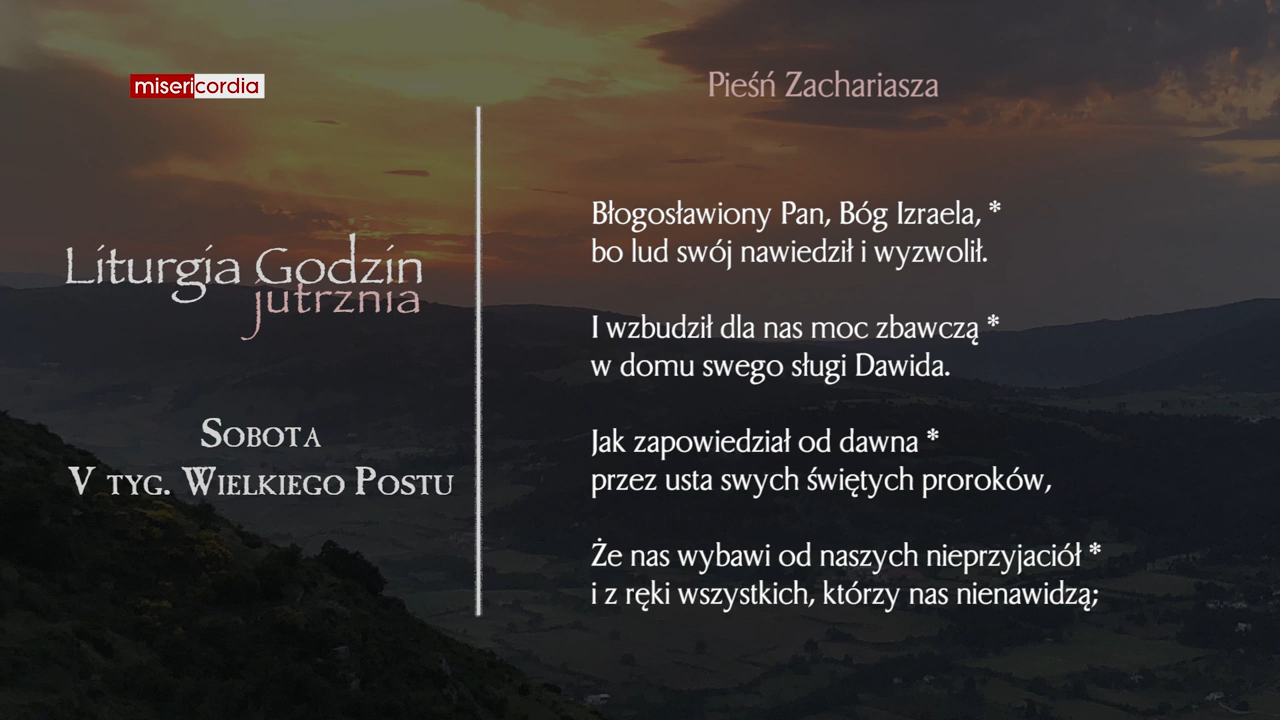 misericordia
Liturgia Godzin
jutrznia
Sobota
V tyg. Wielkiego Postu
Pieśń Zachariasza
Błogosławiony Pan, Bóg Izraela, *
bo lud swój nawiedził i wyzwolił.
I wzbudził dla nas moc zbawczą *
w domu swego sługi Dawida.
Jak zapowiedział od dawna *
przez usta swych świętych proroków,
Że nas wybawi od naszych nieprzyjaciół *
i z ręki wszystkich, którzy nas nienawidzą;